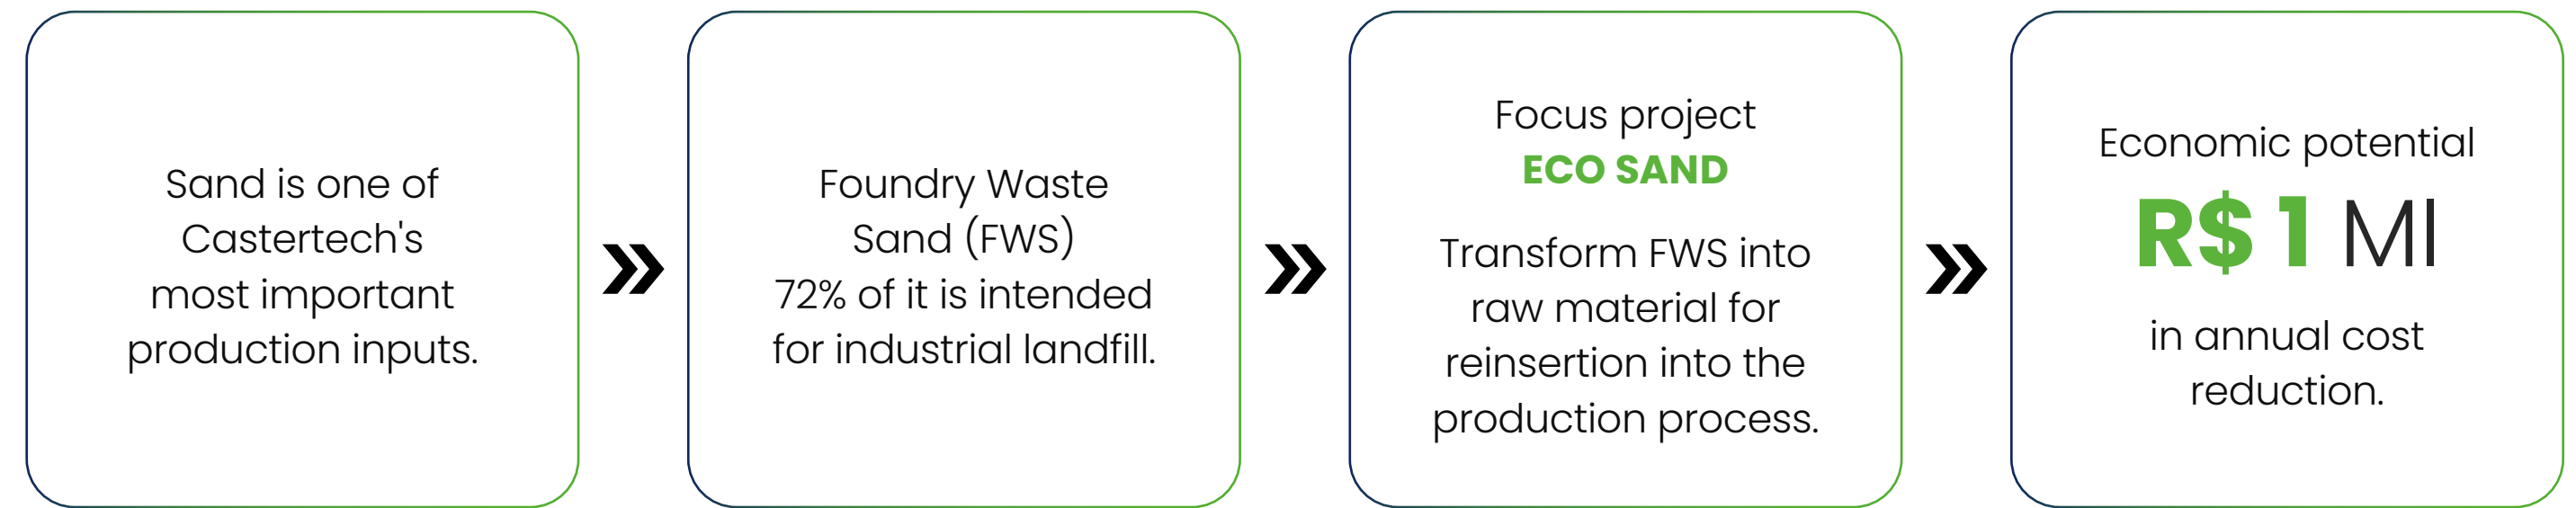 Sand is one of
Castertech's
most important
production inputs.
Foundry Waste
Sand (FWS)
72% of it is intended
for industrial landfill.
Focus project
ECO SAND
Transform FWS into
raw material for
reinsertion into the
production process.
Economic potential
R$ 1 MI
in annual cost
reduction.